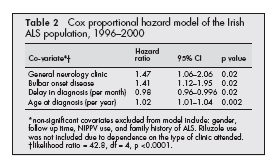 Table 2 Cox proportional hazard model of the Irish
ALS population, 1996–2000
Co-variate*† Hazard ratio 95% CI p value
General neurology clinic 1.47 1.06–2.06 0.02
Bulbar onset disease 1.41 1.12–1.95 0.02
Delay in diagnosis (per month) 0.98 0.96–0.996 0.02
Age at diagnosis (per year) 1.02 1.01–1.04 0.002
*non-significant covariates excluded from model include: gender,
follow up time, NIPPV use, and family history of ALS. Riluzole use
was not included due to dependence on the type of clinic attended.
†likelihood ratio = 42.8, df = 4, p <0.0001.